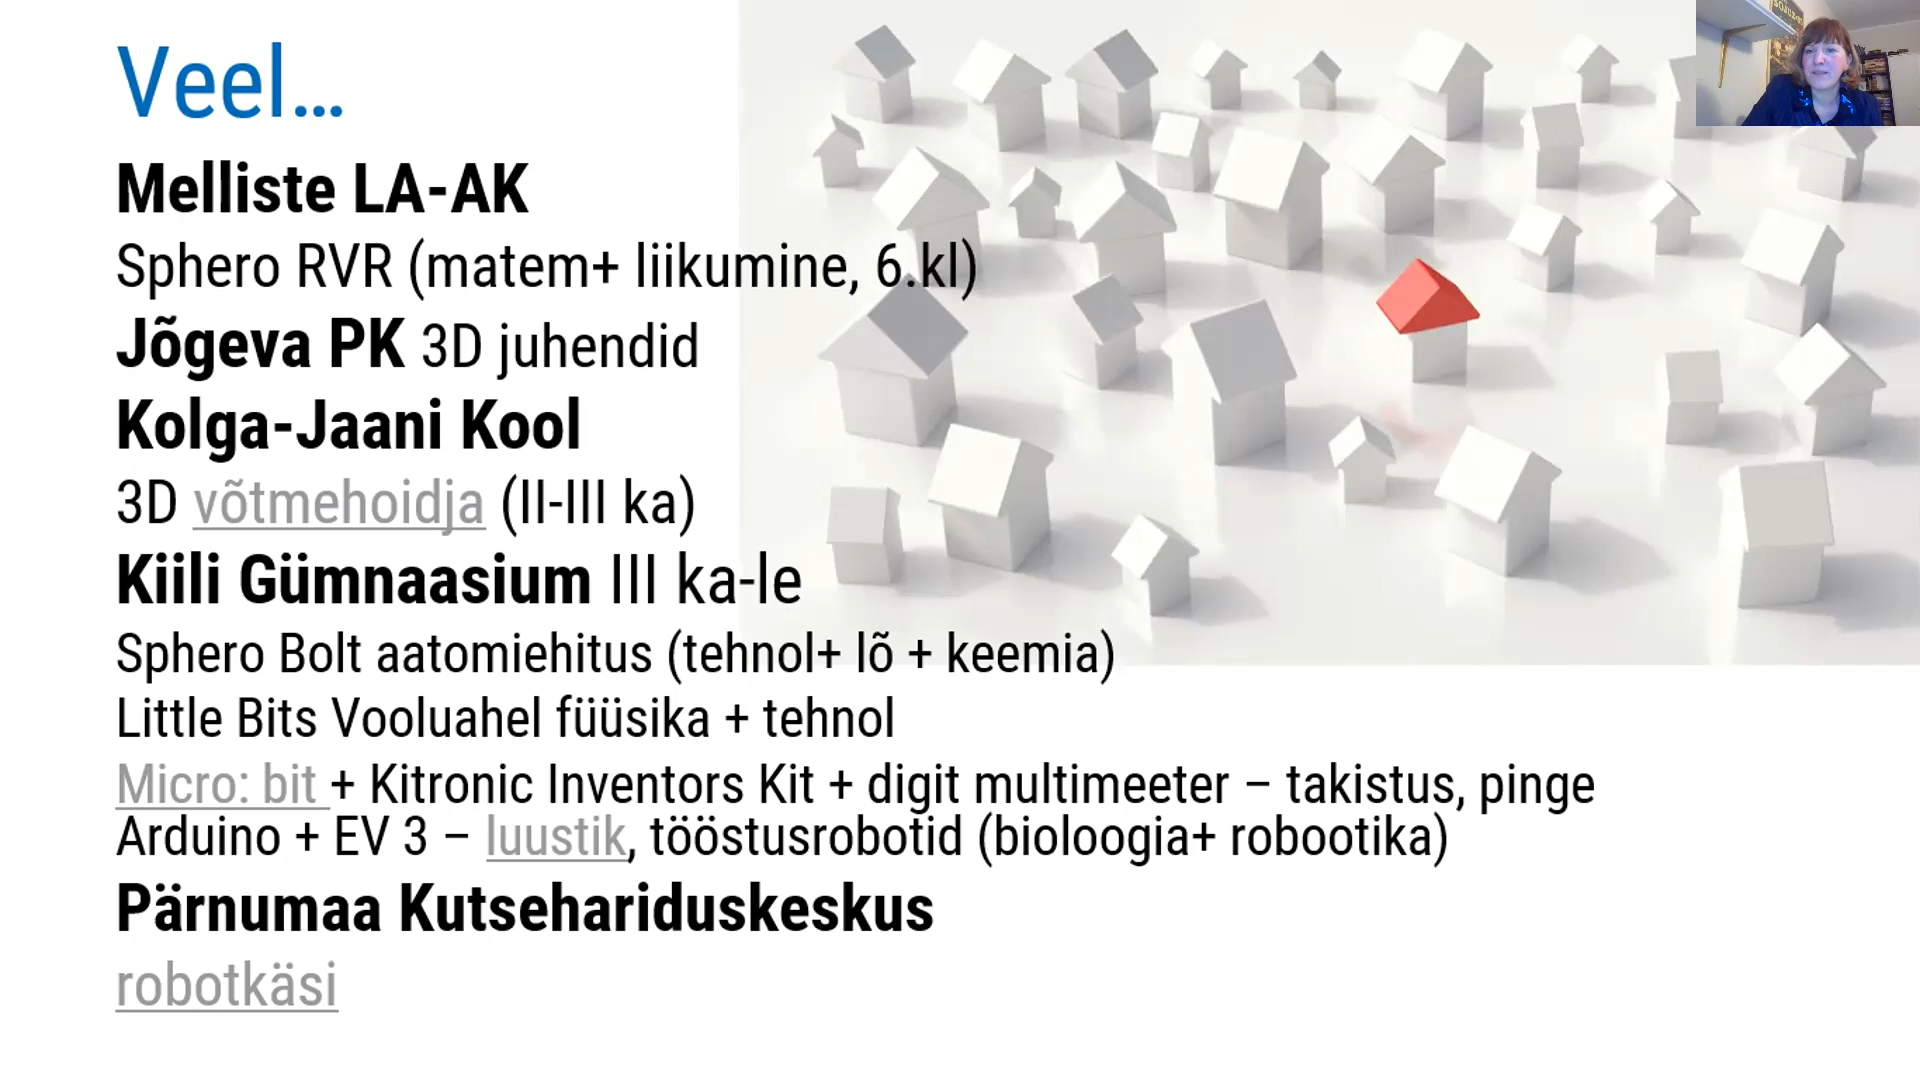 Veel...
Melliste LA-AK
Sphero RVR (matem+ liikumine, 6.kl)
Jõgeva PK 3D juhendid
Kolga-Jaani Kool
3D võtmehoidja (II-III ka)
Kiili Gümnaasium III ka-le
Sphero Bolt aatomiehitus (tehnol+ lõ + keemia)
Little Bits Vooluahel füüsika + tehnol
Micro: bit + Kitronic Inventors Kit + digit multimeeter – takistus, pinge
Arduino + EV 3 – luustik, tööstusrobotid (bioloogia+ robootika)
Pärnumaa Kutsehariduskeskus
robotkäsi